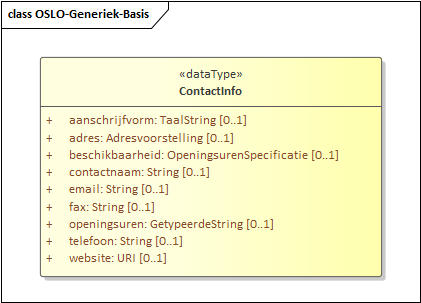 class OSLO-Generiek-Basis
«dataType»
ContactInfo
+ aanschrijfvorm: TaalString [0..1]
+ adres: Adresvoorstelling [0..1]
+ beschikbaarheid: OpeningsurenSpecificatie [0..1]
+ contactnaam: String [0..1]
+ email: String [0..1]
+ fax: String [0..1]
+ openingsuren: GetypeerdeString [0..1]
+ telefoon: String [0..1]
+ website: URI [0..1]